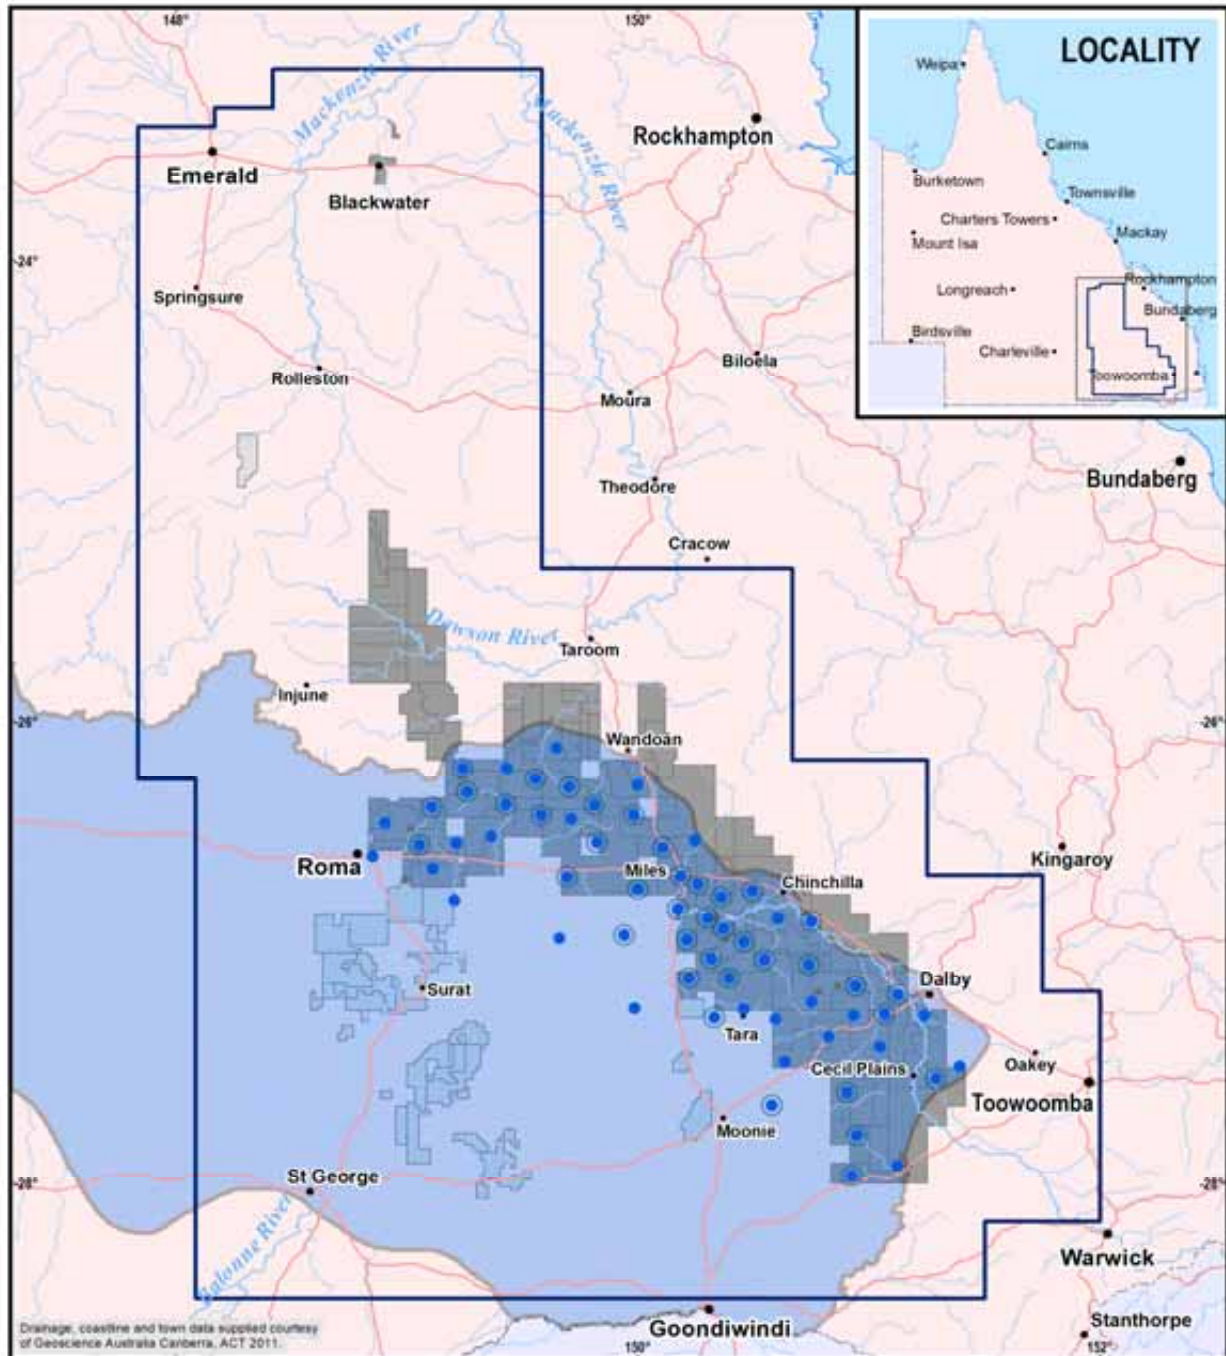 148°
150°
LOCALITY
Weipa
Cairns
Burketown
Townsville
Charters Towers
Mount Isa
Mackay
Longreach
Rockhampton
Bundaberg
Birdsville
Charleville
Toowoomba
Mackenzie River
Mackenzie River
Rockhampton
Emerald
Blackwater
-24°
Springsure
Rolleston
Biloela
Moura
Bundaberg
Theodore
Cracow
Dawson River
Taroom
Injune
-26°
-26°
Wandoan
Roma
Miles
Chinchilla
Kingaroy
Surat
Dalby
Tara
Cecil Plains
Oakey
Toowoomba
Moonie
St George
-28°
-28°
Balonne River
Warwick
Goondiwindi
Stanthorpe
Drainage, coastline and town data supplied courtesy
of Geoscience Australia Canberra, ACT 2011.
150°
152°